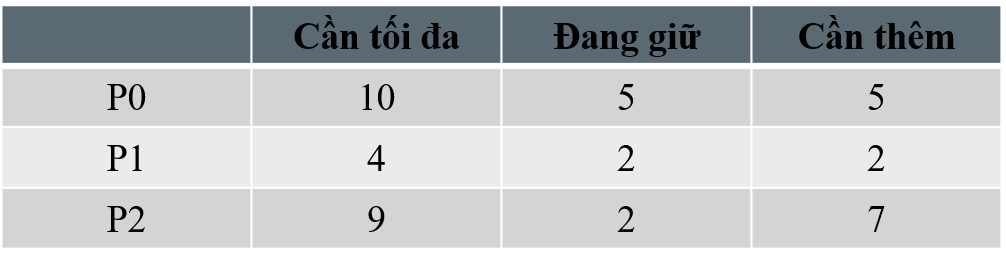 Cần tối đa Đang giữ Cần thêm
P0 10 5 5
P1 4 2 2
P2 9 2 7